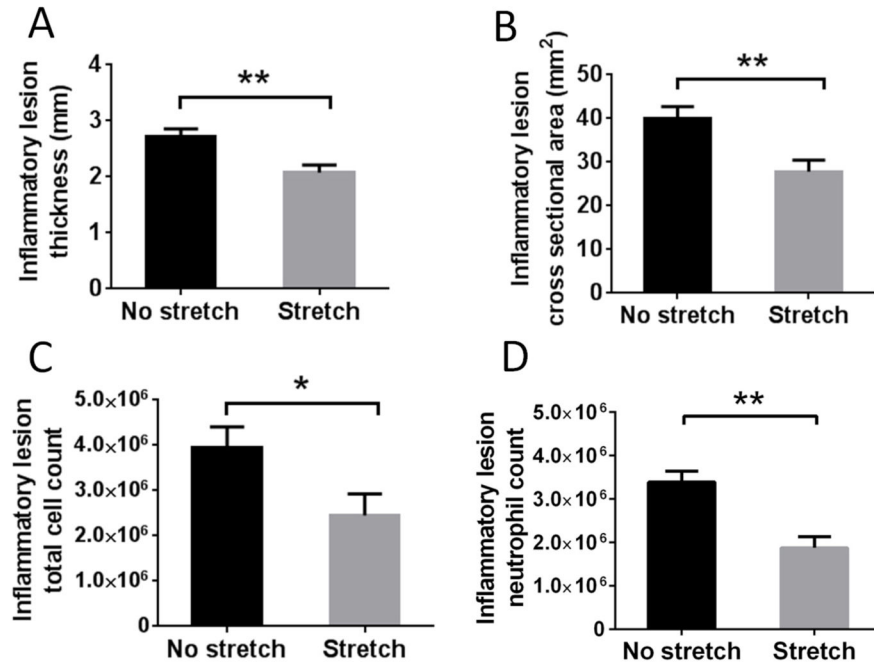 A
Inflammatory lesion
thickness (mm)
4
3
2
1
0
**
No stretch
Stretch
B
Inflammatory lesion
cross sectional area (mm²)
50
40
30
20
10
0
**
No stretch
Stretch
C
Inflammatory lesion
total cell count
5.0×10⁶
4.0×10⁶
3.0×10⁶
2.0×10⁶
1.0×10⁶
0
*
No stretch
Stretch
D
Inflammatory lesion
neutrophil count
5.0×10⁶
4.0×10⁶
3.0×10⁶
2.0×10⁶
1.0×10⁶
0
**
No stretch
Stretch